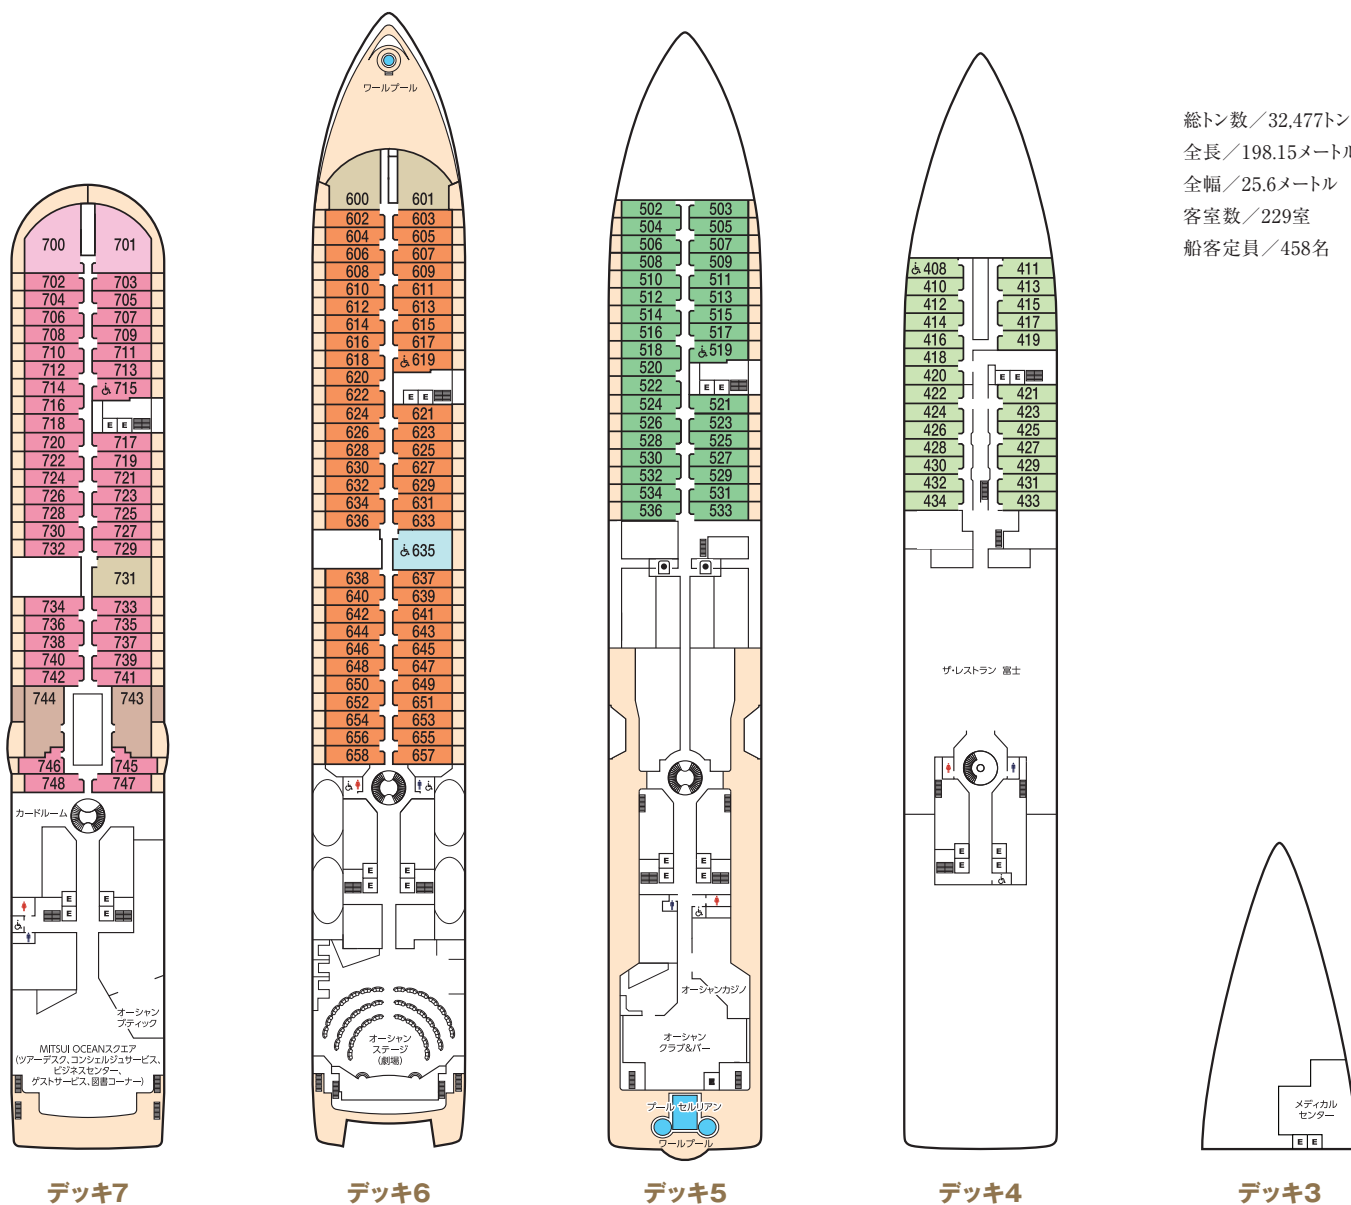 700 701
702 703
704 705
706 707
708 709
710 711
712 713
714 715
716
718
E E
720 717
722 719
724 721
726 723
728 725
730 727
732 729
731
734 733
736 735
738 737
740 739
742 741
744 743
746 745
748 747
カードルーム
E E
E E
オーシャン
ブティック
MITSUI OCEANスクエア
(ツアーデスク、コンシェルジュサービス、
ビジネスセンター、
ゲストサービス、図書コーナー)
デッキ7
ワールプール
600 601
602 603
604 605
606 607
608 609
610 611
612 613
614 615
616 617
618 619
620
622
E E
624 621
626 623
628 625
630 627
632 629
634 631
636 633
635
638 637
640 639
642 641
644 643
646 645
648 647
650 649
652 651
654 653
656 655
658 657
E E
E E
オーシャン
ステージ
(劇場)
デッキ6
502 503
504 505
506 507
508 509
510 511
512 513
514 515
516 517
518 519
520
522
E E
524 521
526 523
528 525
530 527
532 529
534 531
536 533
E E
E E
オーシャンカジノ
オーシャン
クラブ&バー
プール セルリアン
ワールプール
デッキ5
408 411
410 413
412 415
414 417
416 419
418
420
E E
422 421
424 423
426 425
428 427
430 429
432 431
434 433
ザ・レストラン 富士
E E
E E
デッキ4
総トン数／32,477トン
全長／198.15メートル
全幅／25.6メートル
客室数／229室
船客定員／458名
メディカル
センター
E E
デッキ3